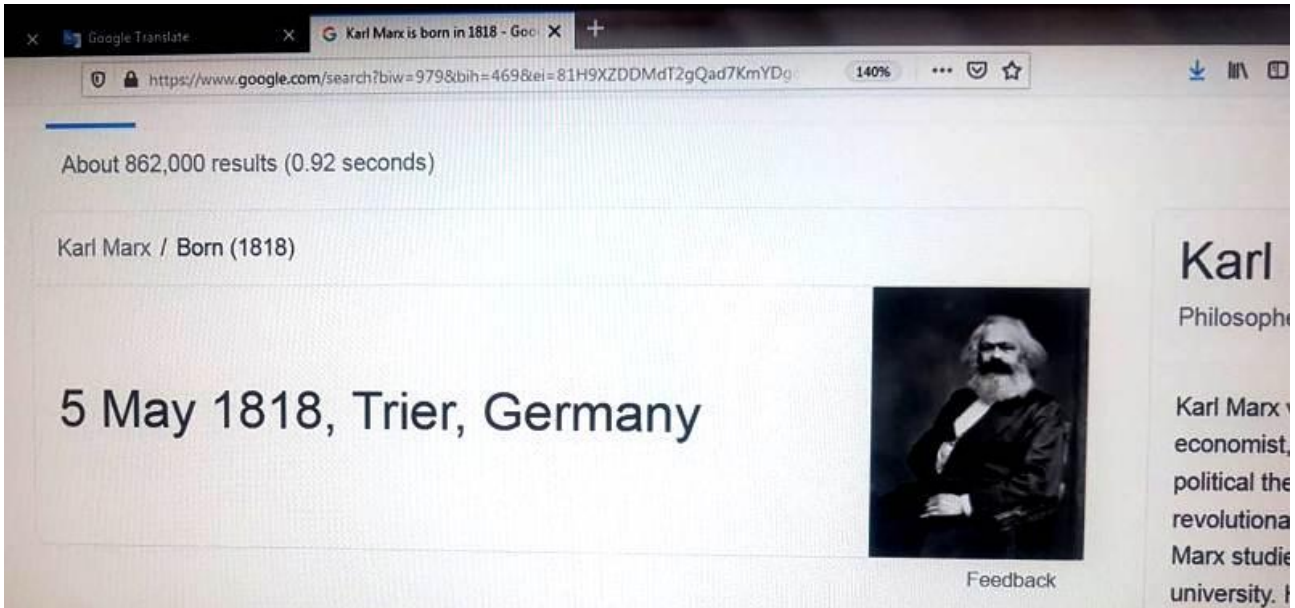 Google Translate
Karl Marx is born in 1818 - Goo
https://www.google.com/search?biw=979&bih=469&ei=81H9XZDDMdT2gQad7KmYDg
140%
About 862,000 results (0.92 seconds)
Karl Marx / Born (1818)
5 May 1818, Trier, Germany
Feedback
Karl
Philosophe
Karl Marx
economist,
political the
revolutiona
Marx studie
university. H